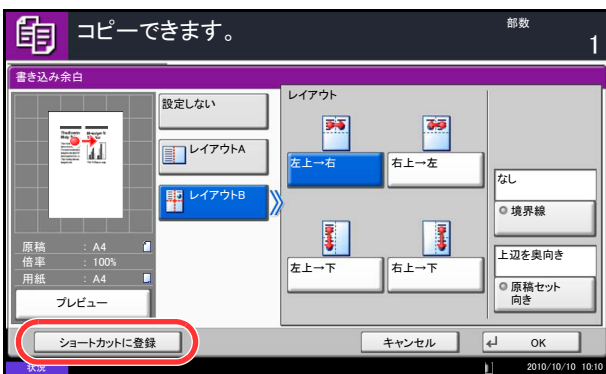 コピーできます。
部数
1
書き込み余白
設定しない
レイアウトA
レイアウトB
レイアウト
左上→右
右上→左
左上→下
右上→下
なし
境界線
上辺を奥向き
原稿セット
向き
原稿 : A4
倍率 : 100%
用紙 : A4
プレビュー
ショートカットに登録
キャンセル
OK
状況
2010/10/10 10:10